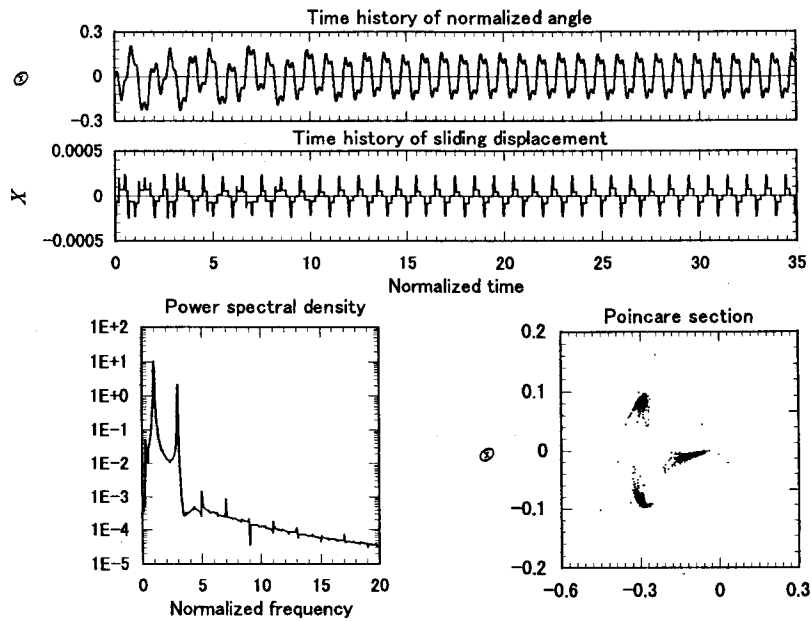 Time history of normalized angle
0.3
Θ
0
-0.3
Time history of sliding displacement
0.0005
X
0
-0.0005
0 5 10 15 20 25 30 35
Normalized time
Power spectral density
1E+2
1E+1
1E+0
1E-1
1E-2
1E-3
1E-4
1E-5
0 5 10 15 20
Normalized frequency
Poincare section
0.2
0.1
Θ 0
-0.1
-0.2
-0.6 -0.3 0 0.3